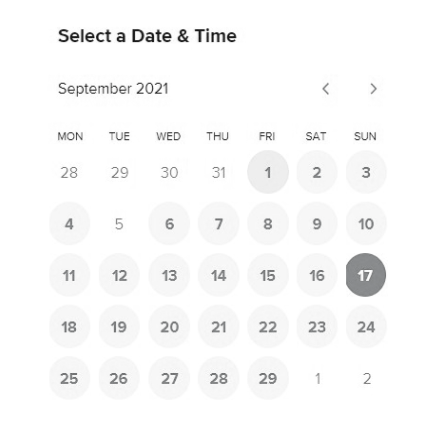 Select a Date & Time
September 2021 < >
MON TUE WED THU FRI SAT SUN
28 29 30 31 1 2 3
4 5 6 7 8 9 10
11 12 13 14 15 16 17
18 19 20 21 22 23 24
25 26 27 28 29 1 2